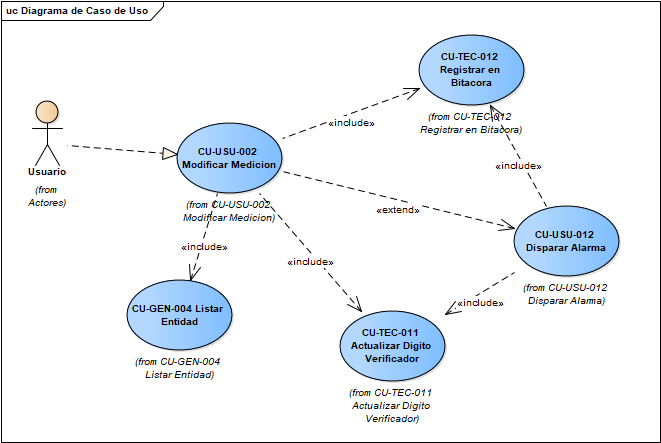 uc Diagrama de Caso de Uso
CU-TEC-012
Registrar en
Bitacora
(from CU-TEC-012
Registrar en Bitacora)
«include»
Usuario
(from
Actores)
CU-USU-002
Modificar Medicion
(from CU-USU-002
Modificar Medicion)
«include»
«extend»
CU-USU-012
Disparar Alarma
(from CU-USU-012
Disparar Alarma)
«include»
«include»
«include»
CU-GEN-004 Listar
Entidad
(from CU-GEN-004
Listar Entidad)
CU-TEC-011
Actualizar Digito
Verificador
(from CU-TEC-011
Actualizar Digito
Verificador)